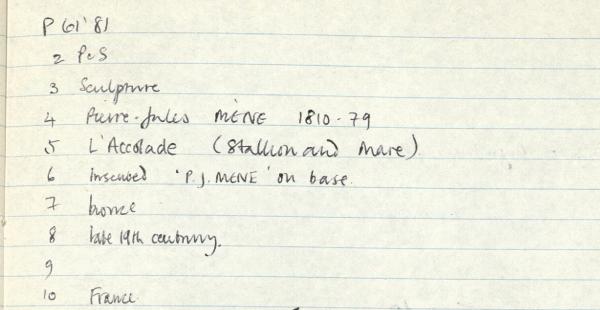 P 61'81
2 P&S
3 Sculpture
4 Pierre-Jules MÈNE 1810-79
5 L'Accolade (Stallion and Mare)
6 inscribed 'P.J. MENE' on base.
7 bronze
8 late 19th century.
9
10 France